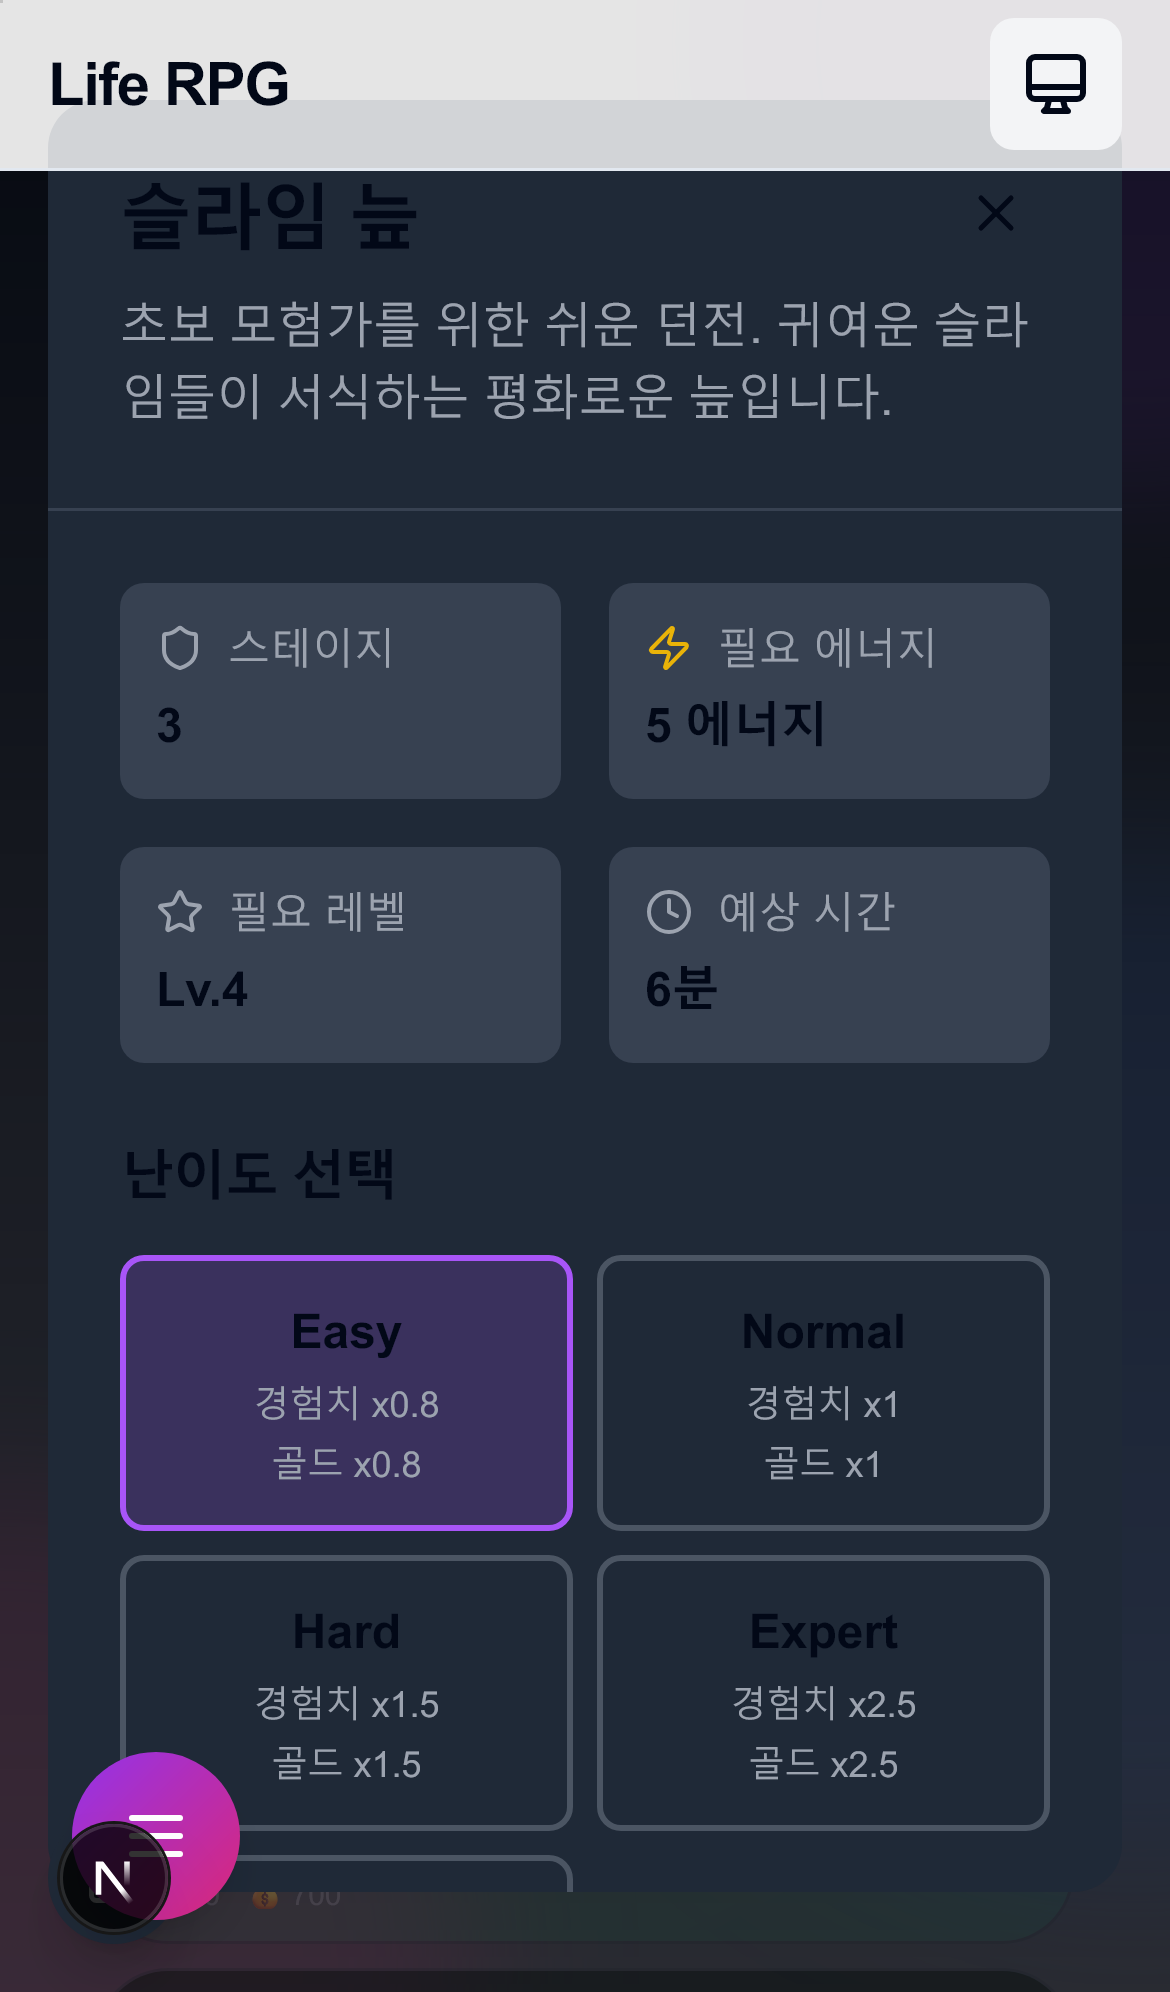 Life RPG
슬라임 늪
초보 모험가를 위한 쉬운 던전. 귀여운 슬라
임들이 서식하는 평화로운 늪입니다.
스테이지
3
필요 에너지
5 에너지
필요 레벨
Lv.4
예상 시간
6분
난이도 선택
Easy
경험치 x0.8
골드 x0.8
Normal
경험치 x1
골드 x1
Hard
경험치 x1.5
골드 x1.5
Expert
경험치 x2.5
골드 x2.5
N
700